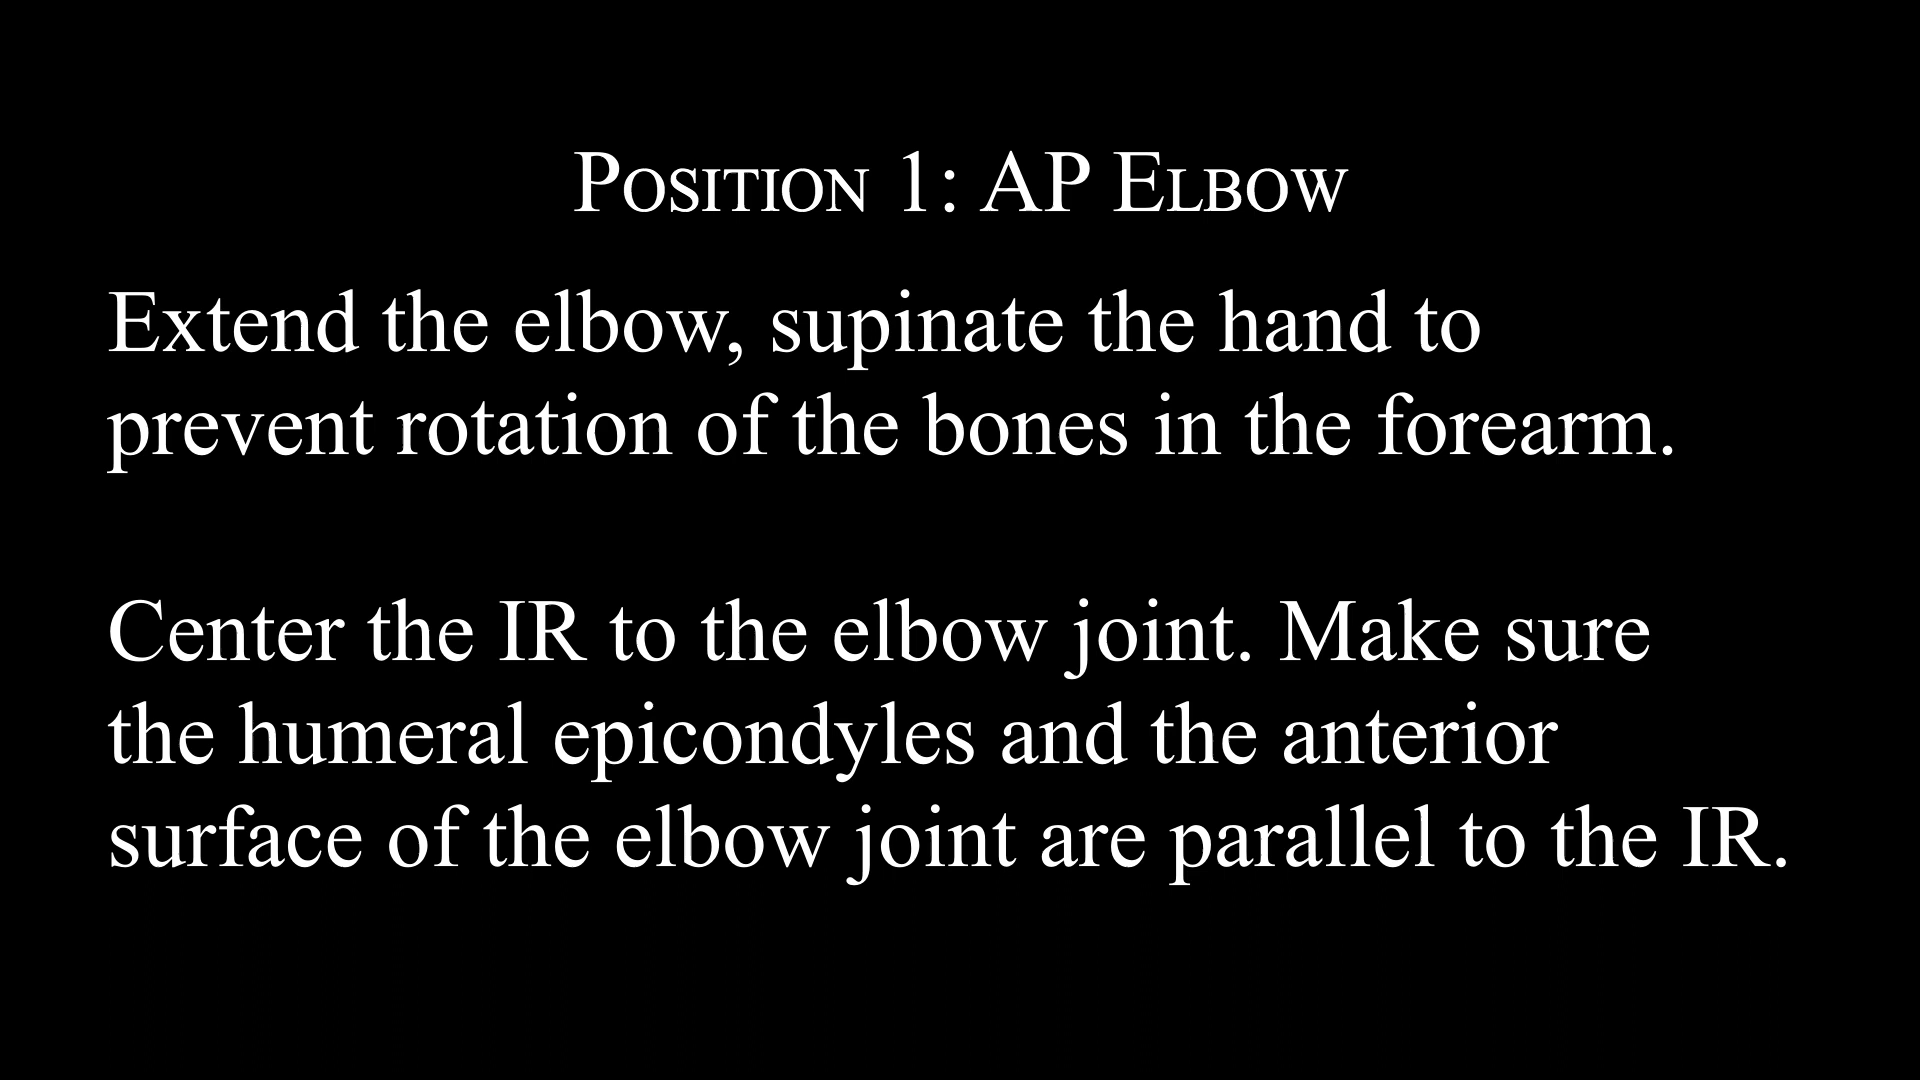 Position 1: AP Elbow
Extend the elbow, supinate the hand to
prevent rotation of the bones in the forearm.
Center the IR to the elbow joint. Make sure
the humeral epicondyles and the anterior
surface of the elbow joint are parallel to the IR.